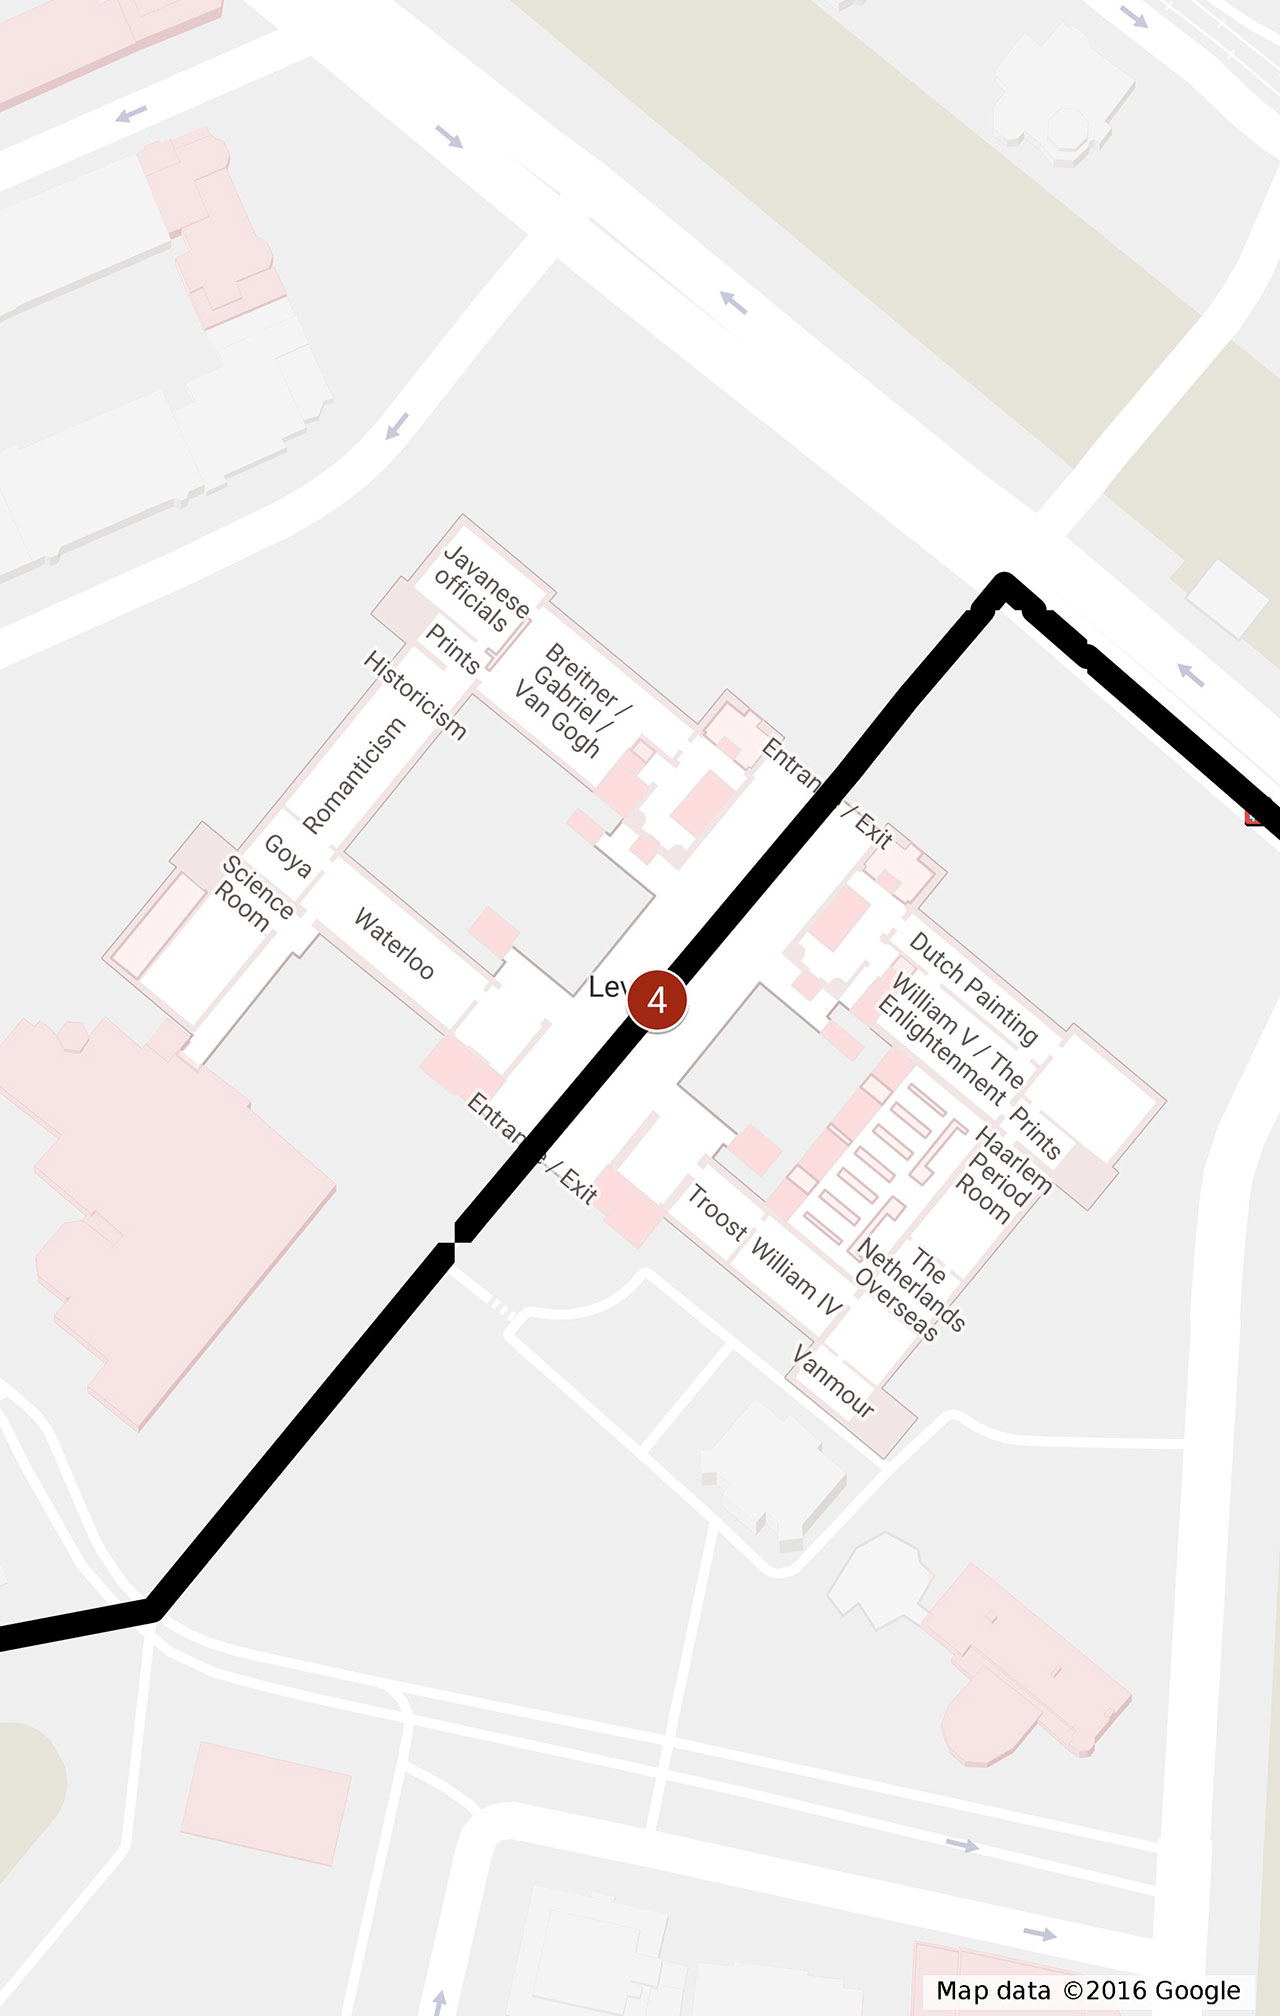 Javanese
officials
Prints
Historicism
Breitner /
Gabriel /
Van Gogh
Romanticism
Goya
Science
Room
Waterloo
Entran
/ Exit
Dutch Painting
William V / The
Enlightenment
Prints
Haarlem
Period
Room
Lev
4
Entran
/ Exit
Troost
William IV
The
Netherlands
Overseas
Vanmour
Map data ©2016 Google